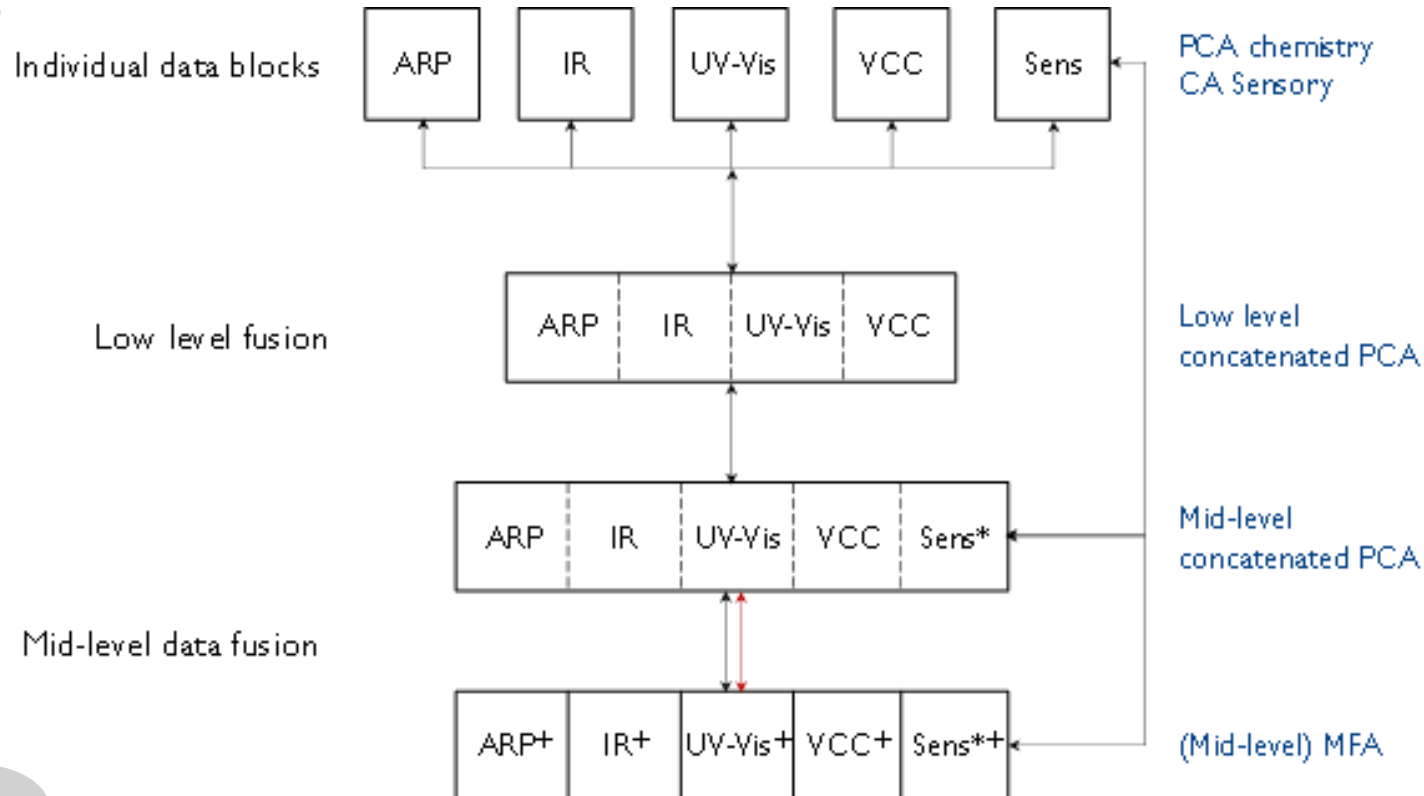 Individual data blocks
ARP
IR
UV-Vis
VCC
Sens
PCA chemistry
CA Sensory
Low level fusion
ARP
IR
UV-Vis
VCC
Low level
concatenated PCA
ARP
IR
UV-Vis
VCC
Sens*
Mid-level
concatenated PCA
Mid-level data fusion
ARP+
IR+
UV-Vis+
VCC+
Sens*+
(Mid-level) MFA